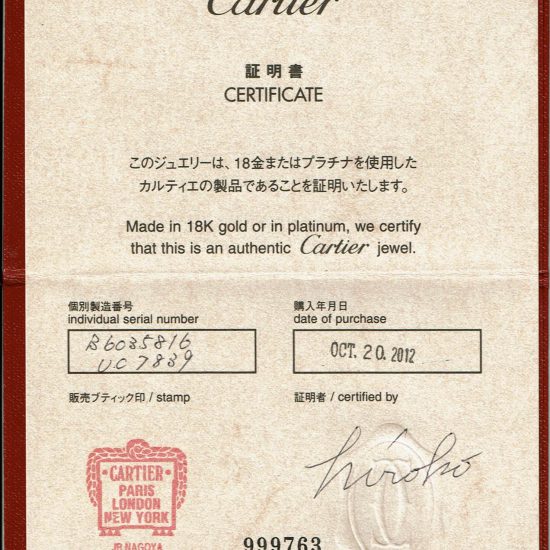 Cartier
証明書
CERTIFICATE
このジュエリーは、18金またはプラチナを使用した
カルティエの製品であることを証明いたします。
Made in 18K gold or in platinum, we certify
that this is an authentic Cartier jewel.
個別製造番号
individual serial number
B6035816
UC7839
購入年月日
date of purchase
OCT. 20. 2012
販売ブティック印 / stamp
証明者 / certified by
CARTIER
PARIS
LONDON
NEW YORK
JR NAGOYA
hiroko
999763